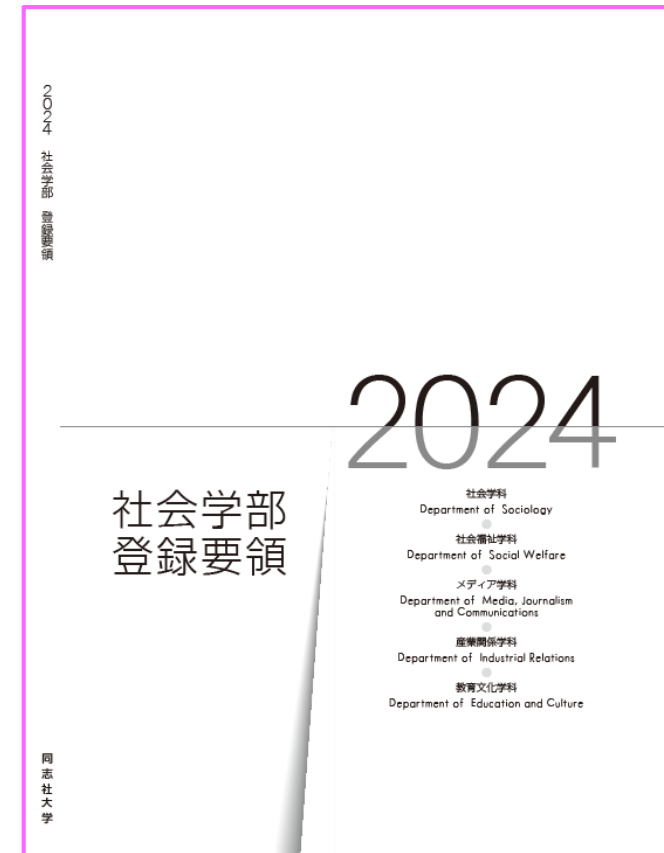 2024 社会学部 登録要領
2024
社会学部
登録要領
社会学科
Department of Sociology
社会福祉学科
Department of Social Welfare
メディア学科
Department of Media, Journalism
and Communications
産業関係学科
Department of Industrial Relations
教育文化学科
Department of Education and Culture
同志社大学